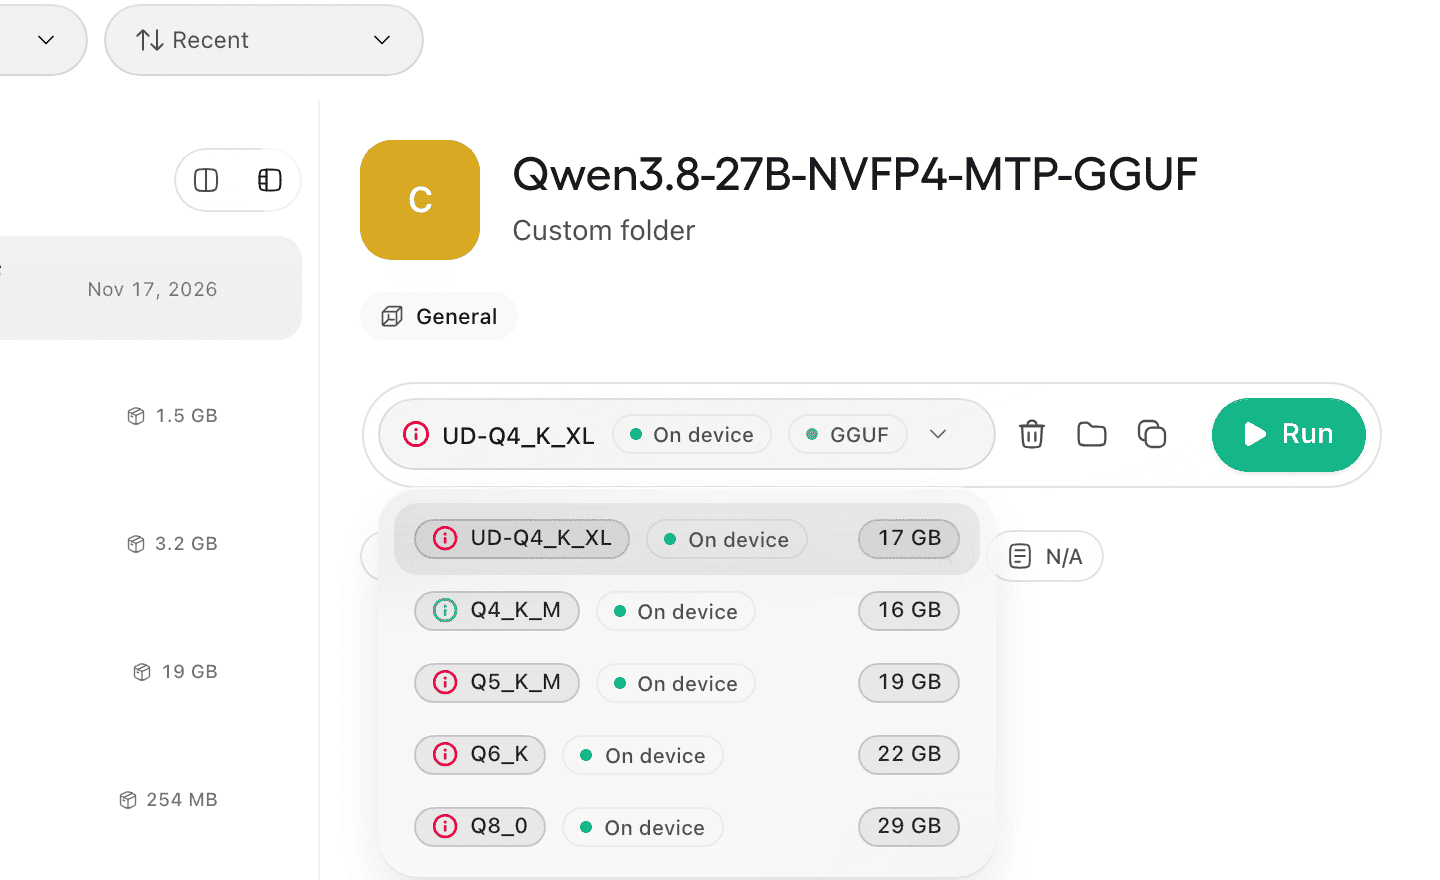 Recent
Qwen3.8-27B-NVFP4-MTP-GGUF
C
Custom folder
Nov 17, 2026
General
1.5 GB
UD-Q4_K_XL On device GGUF Run
UD-Q4_K_XL On device 17 GB
3.2 GB
N/A
Q4_K_M On device 16 GB
19 GB
Q5_K_M On device 19 GB
Q6_K On device 22 GB
254 MB
Q8_0 On device 29 GB